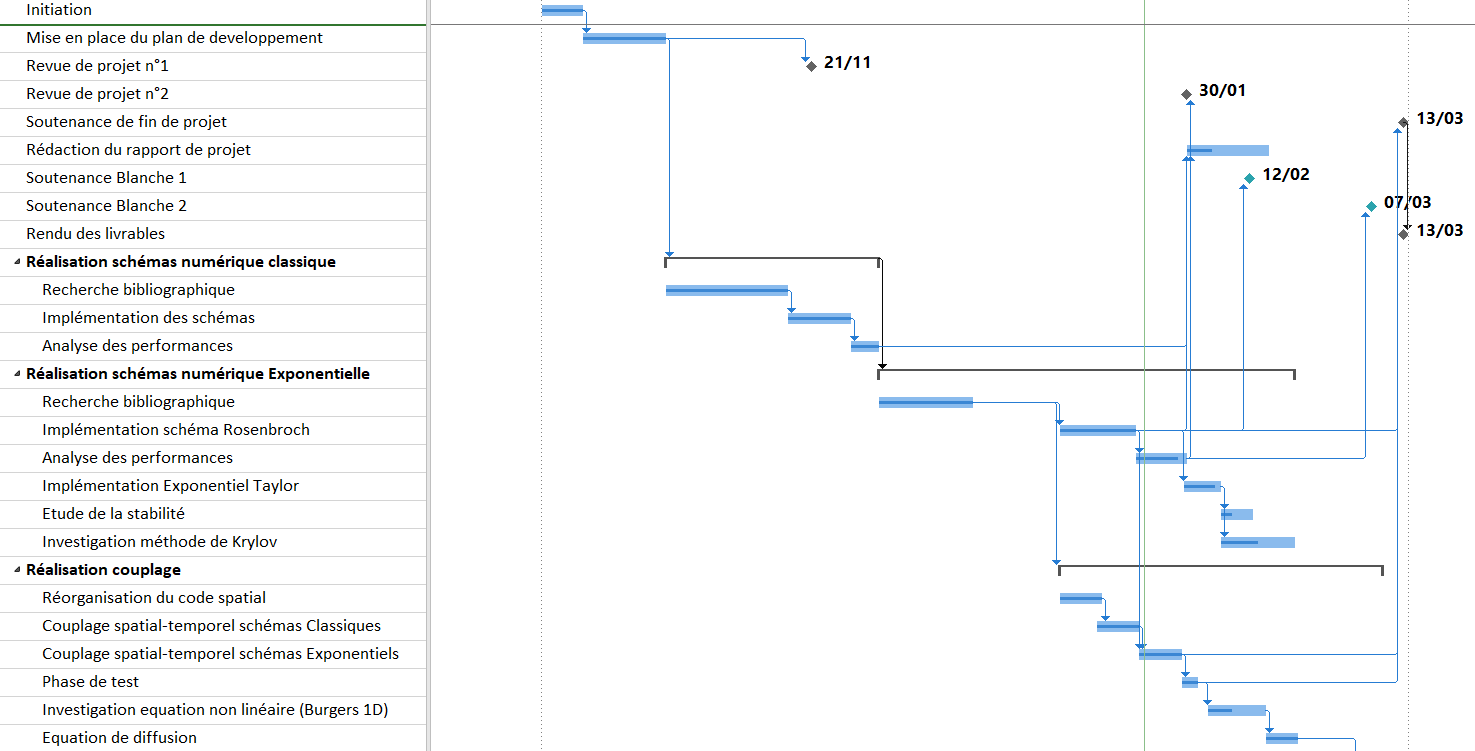 Initiation
Mise en place du plan de developpement
Revue de projet n°1
21/11
Revue de projet n°2
30/01
Soutenance de fin de projet
13/03
Rédaction du rapport de projet
Soutenance Blanche 1
12/02
Soutenance Blanche 2
07/03
Rendu des livrables
13/03
Réalisation schémas numérique classique
Recherche bibliographique
Implémentation des schémas
Analyse des performances
Réalisation schémas numérique Exponentielle
Recherche bibliographique
Implémentation schéma Rosenbroch
Analyse des performances
Implémentation Exponentiel Taylor
Etude de la stabilité
Investigation méthode de Krylov
Réalisation couplage
Réorganisation du code spatial
Couplage spatial-temporel schémas Classiques
Couplage spatial-temporel schémas Exponentiels
Phase de test
Investigation equation non linéaire (Burgers 1D)
Equation de diffusion